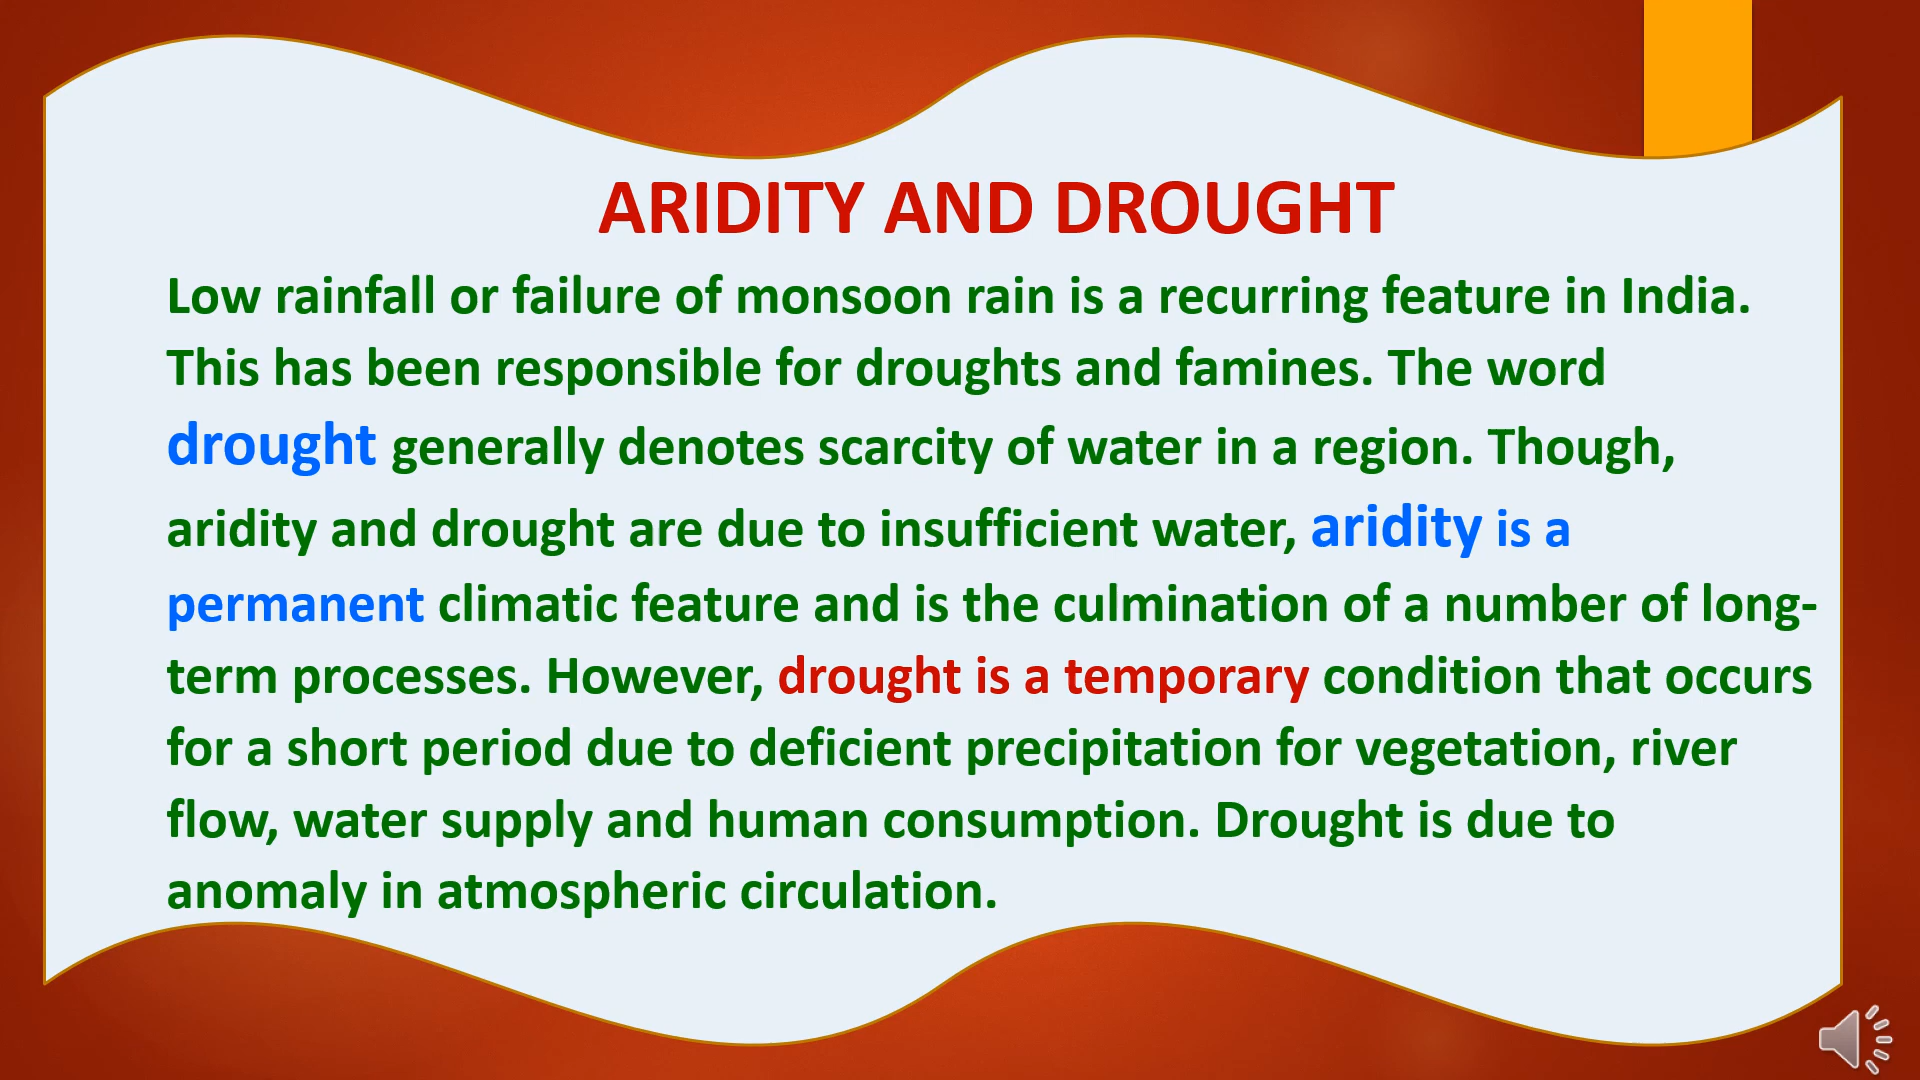 ARIDITY AND DROUGHT
Low rainfall or failure of monsoon rain is a recurring feature in India.
This has been responsible for droughts and famines. The word
drought generally denotes scarcity of water in a region. Though,
aridity and drought are due to insufficient water, aridity is a
permanent climatic feature and is the culmination of a number of long-
term processes. However, drought is a temporary condition that occurs
for a short period due to deficient precipitation for vegetation, river
flow, water supply and human consumption. Drought is due to
anomaly in atmospheric circulation.